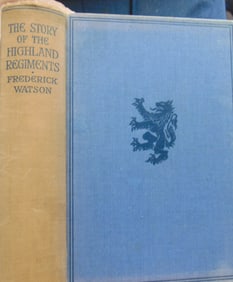 THE STORY
OF THE
HIGHLAND
REGIMENTS
·
FREDERICK
WATSON